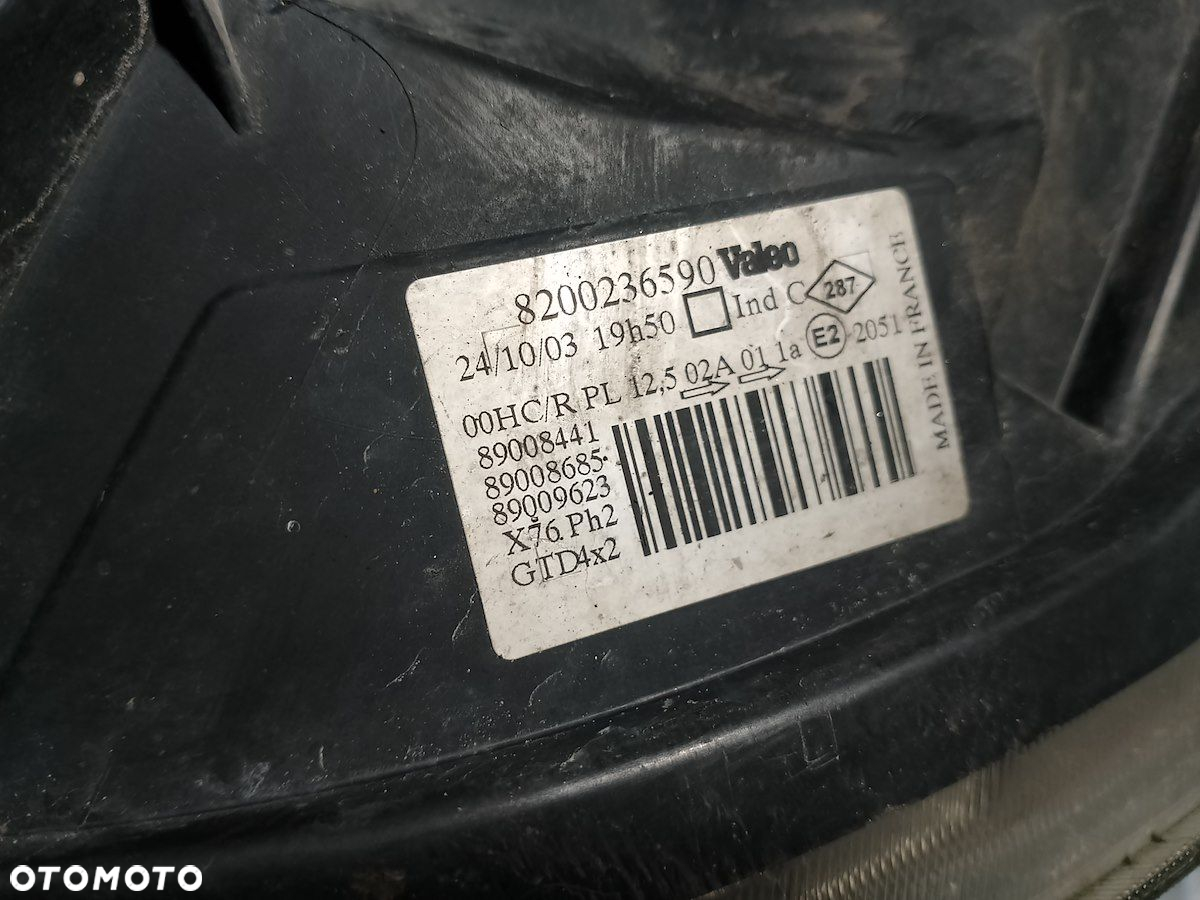 8200236590 Valeo
24/10/03 19h50 Ind C 287
00HC/R PL 12,5 02A 01 1a E2 2051
89008441
89008685
89009623
X76.Ph2
GTD4x2
MADE IN FRANCE
OTOMOTO